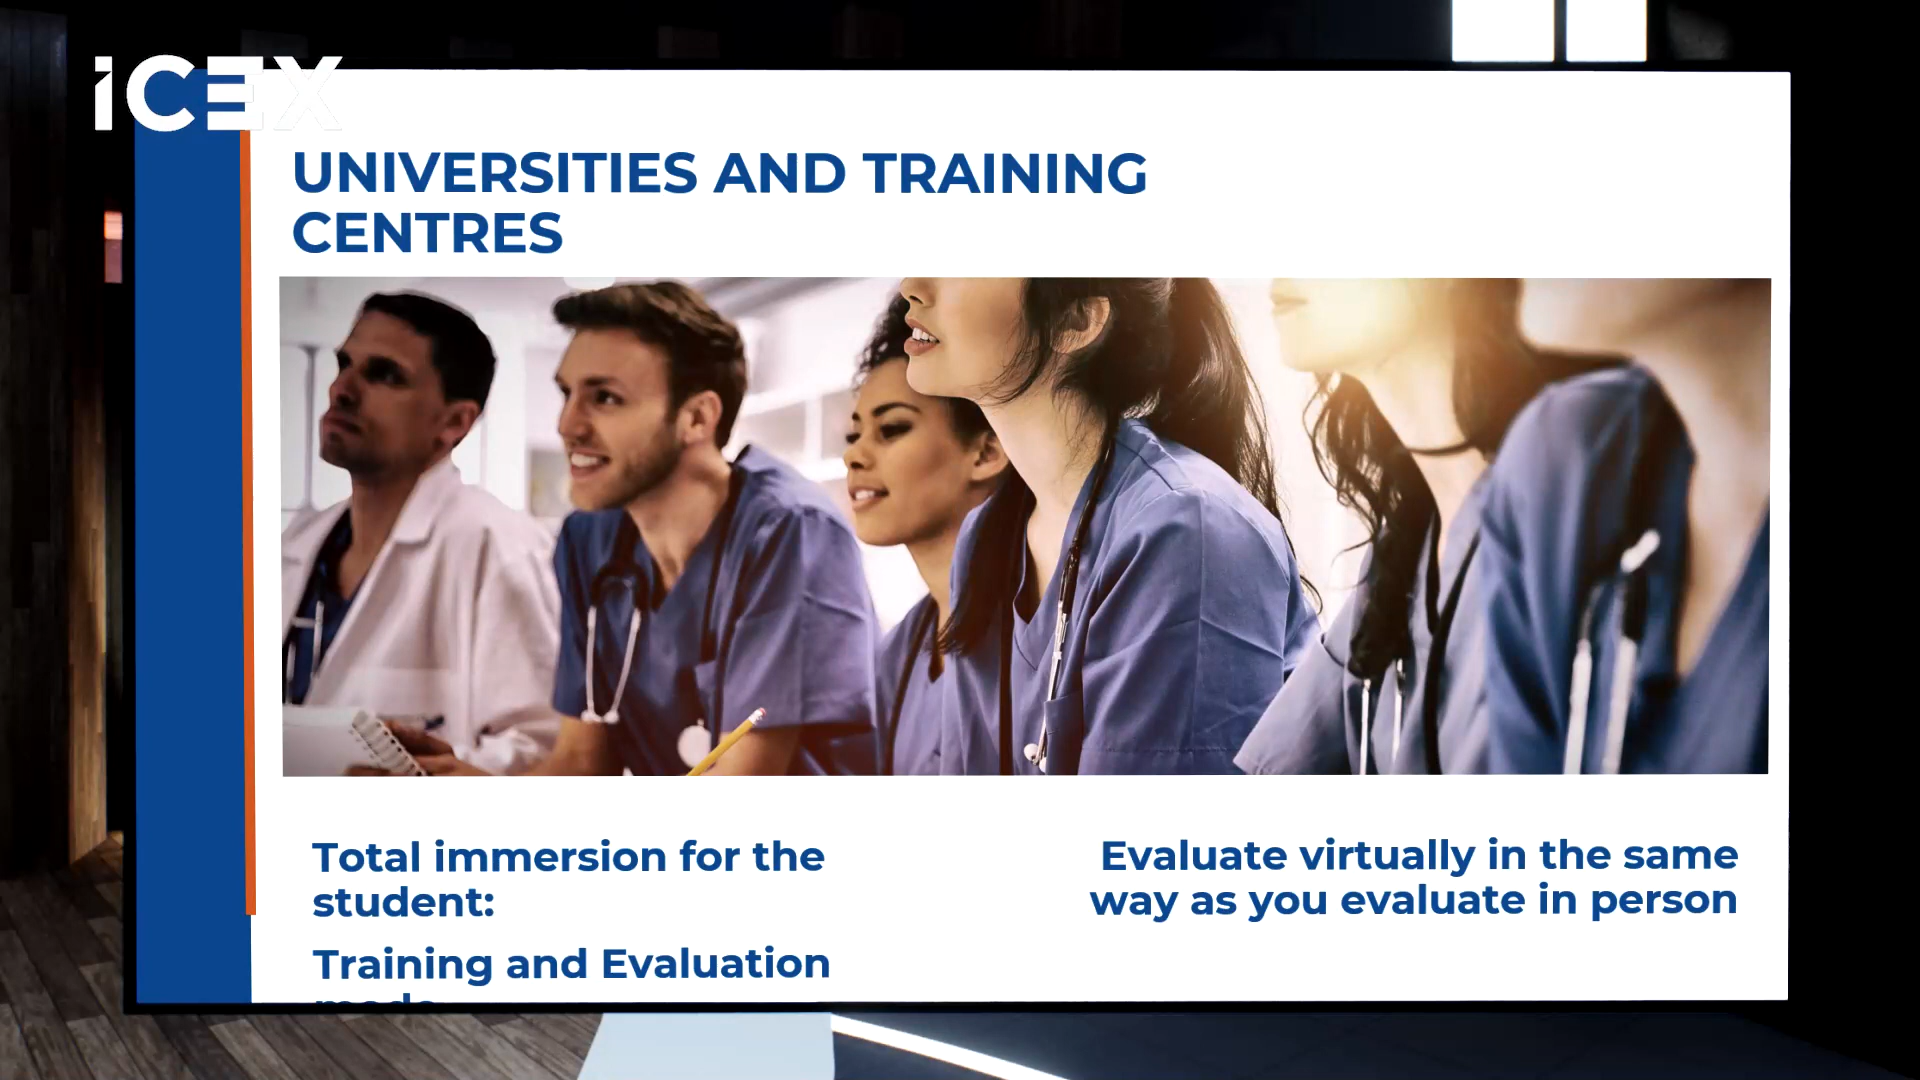 iCEX
UNIVERSITIES AND TRAINING
CENTRES
Total immersion for the
student:
Training and Evaluation
Evaluate virtually in the same
way as you evaluate in person